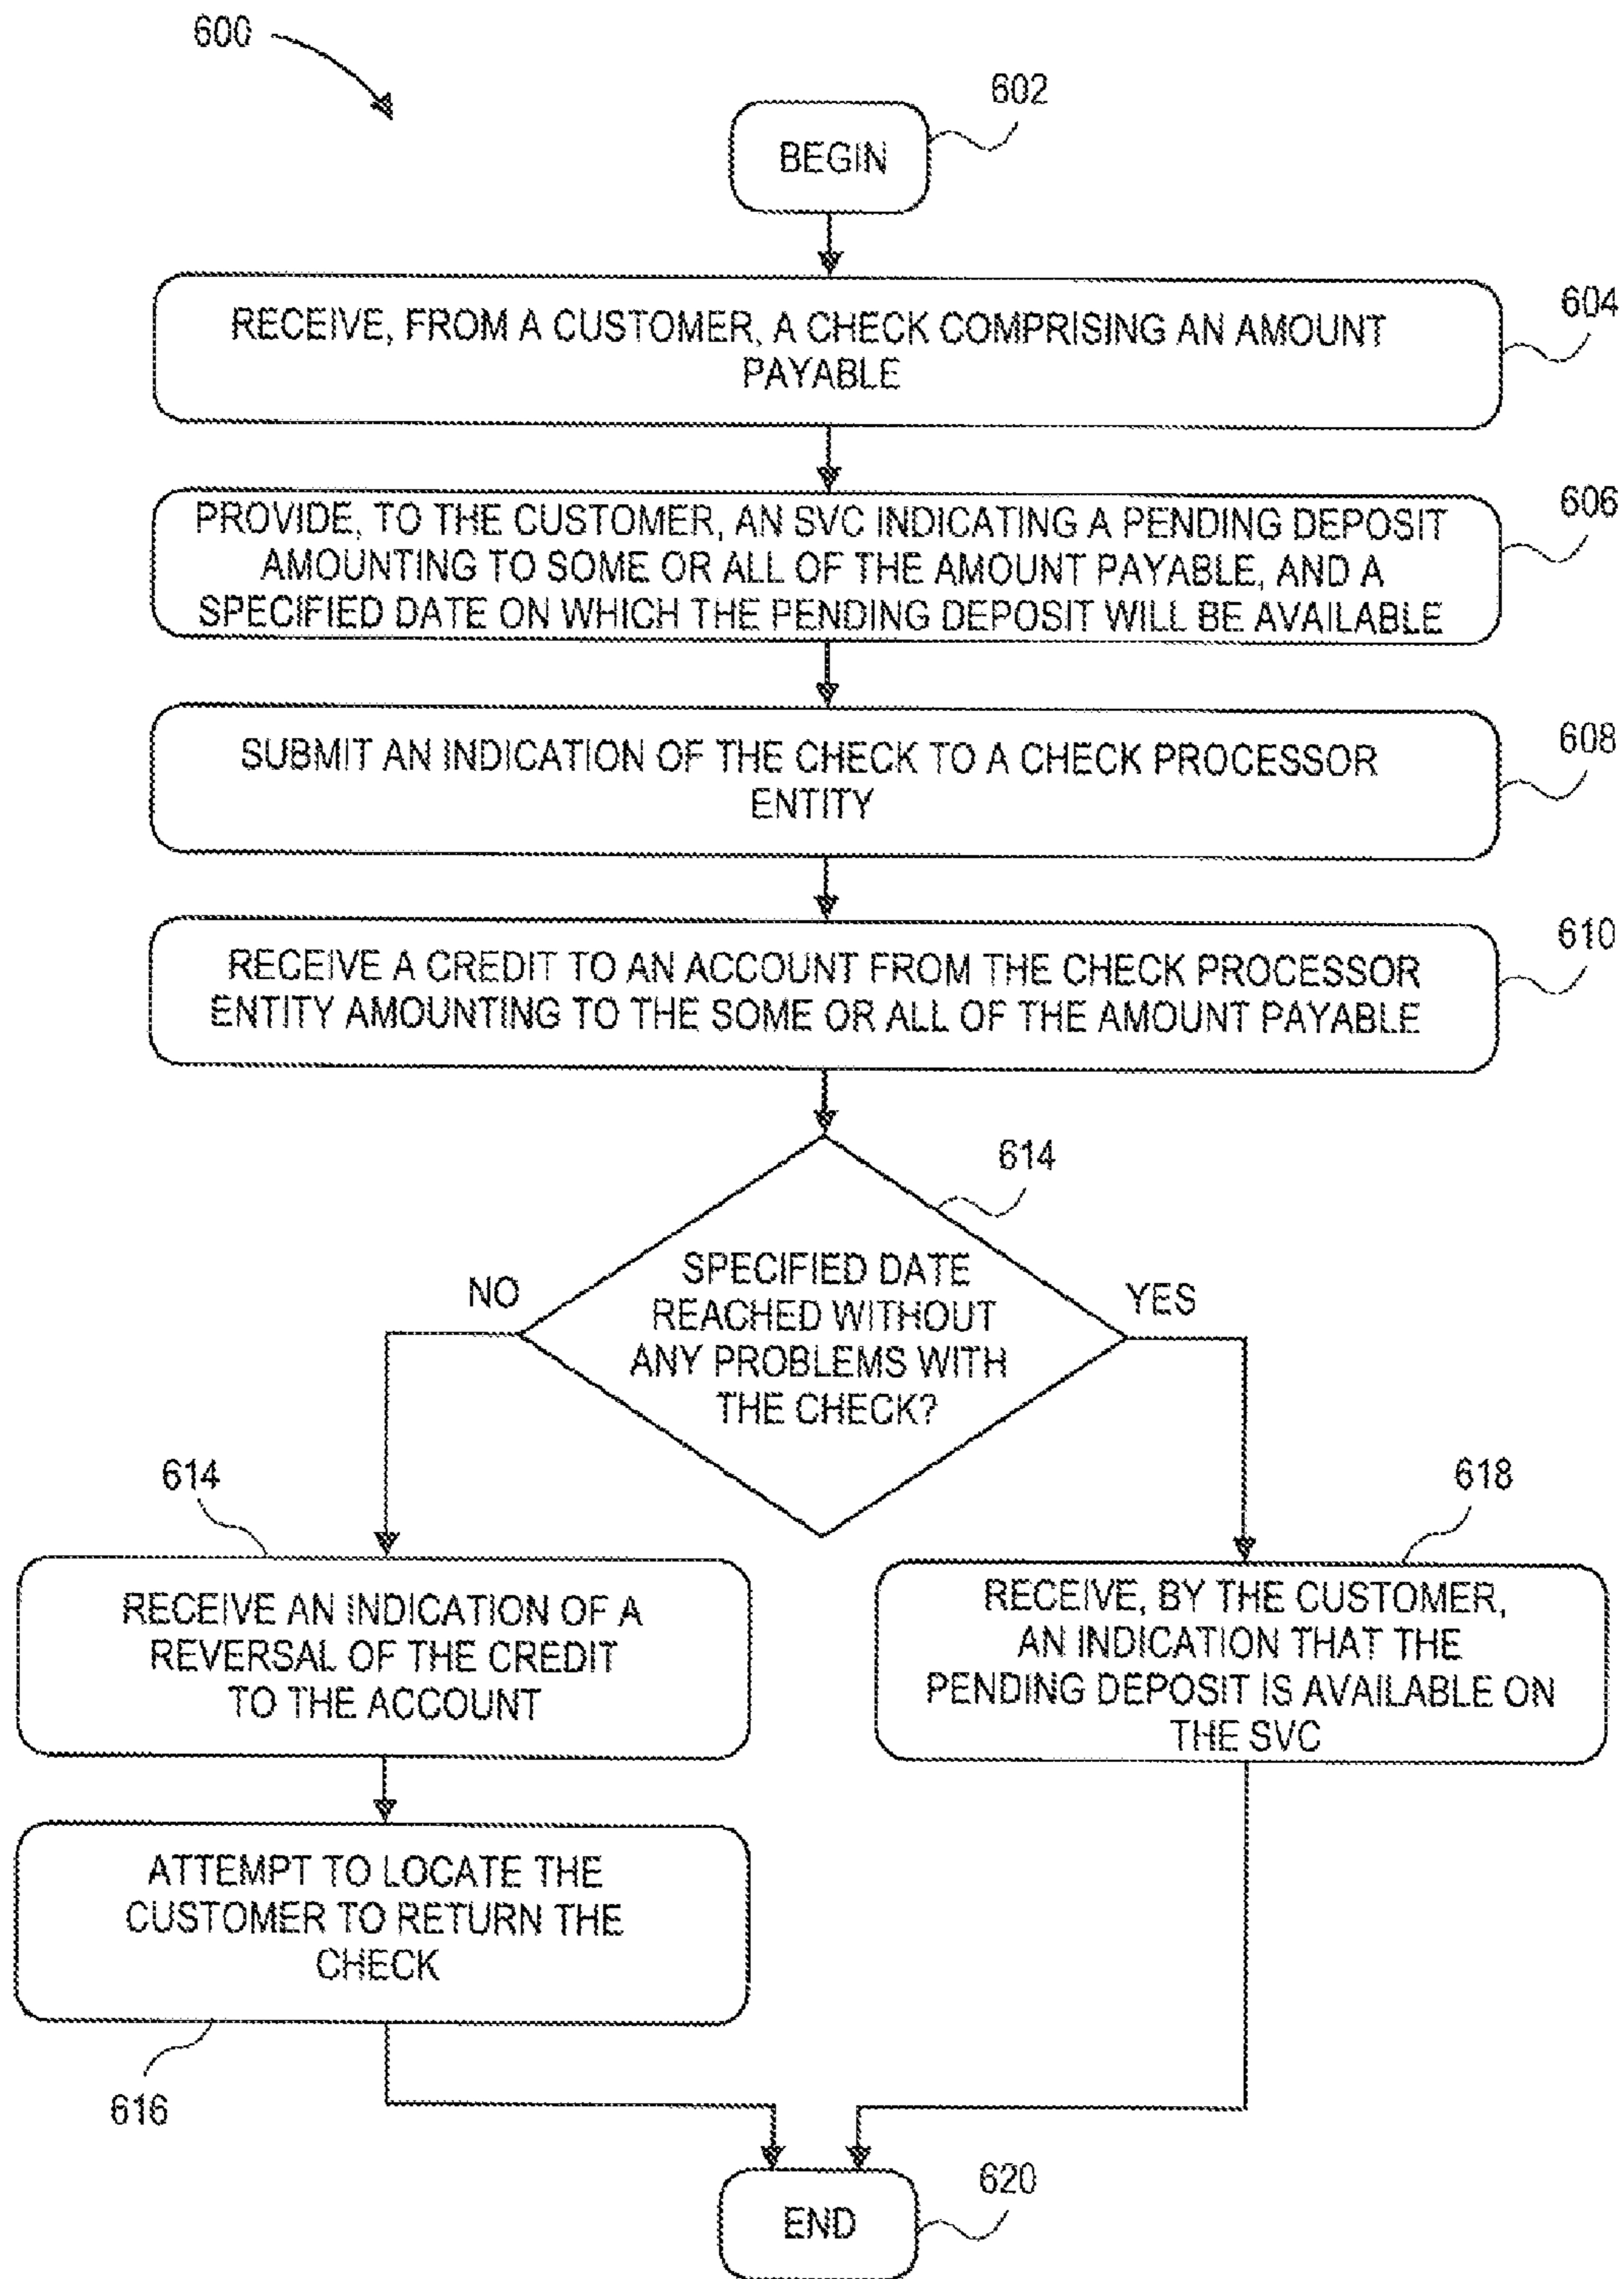 600
602
BEGIN
RECEIVE, FROM A CUSTOMER, A CHECK COMPRISING AN AMOUNT
PAYABLE
604
PROVIDE, TO THE CUSTOMER, AN SVC INDICATING A PENDING DEPOSIT
AMOUNTING TO SOME OR ALL OF THE AMOUNT PAYABLE, AND A
SPECIFIED DATE ON WHICH THE PENDING DEPOSIT WILL BE AVAILABLE
606
SUBMIT AN INDICATION OF THE CHECK TO A CHECK PROCESSOR
ENTITY
608
RECEIVE A CREDIT TO AN ACCOUNT FROM THE CHECK PROCESSOR
ENTITY AMOUNTING TO THE SOME OR ALL OF THE AMOUNT PAYABLE
610
614
SPECIFIED DATE
REACHED WITHOUT
ANY PROBLEMS WITH
THE CHECK?
NO
YES
614
RECEIVE AN INDICATION OF A
REVERSAL OF THE CREDIT
TO THE ACCOUNT
618
RECEIVE, BY THE CUSTOMER,
AN INDICATION THAT THE
PENDING DEPOSIT IS AVAILABLE ON
THE SVC
ATTEMPT TO LOCATE THE
CUSTOMER TO RETURN THE
CHECK
616
620
END